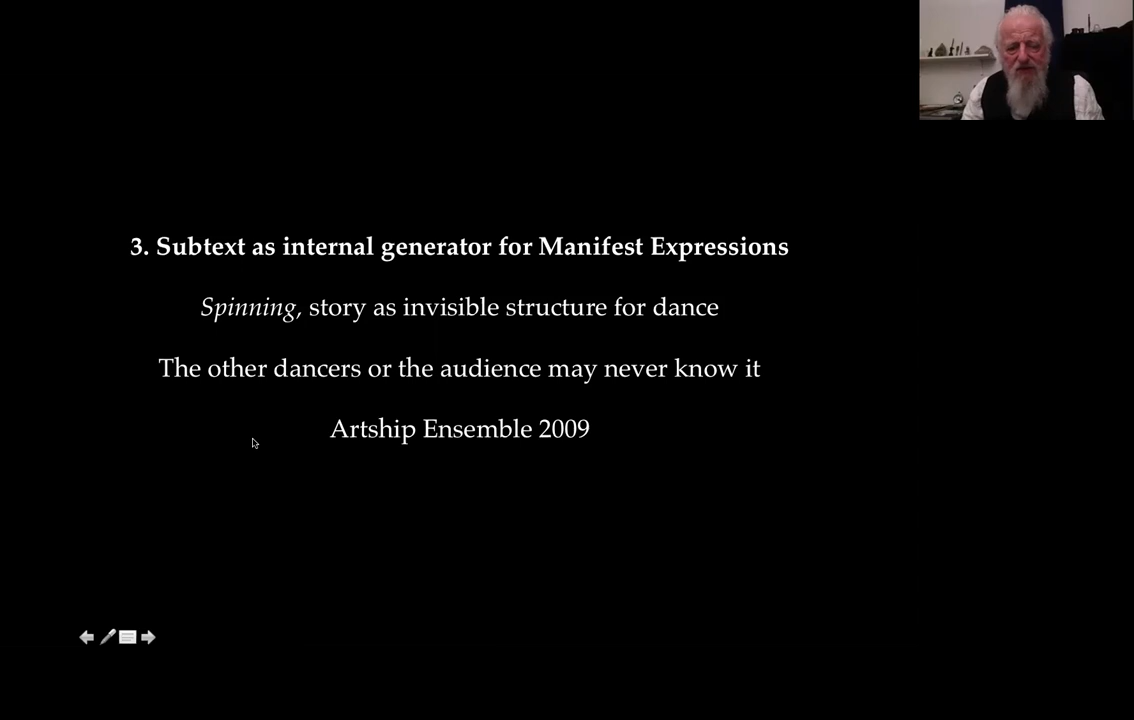 3. Subtext as internal generator for Manifest Expressions
Spinning, story as invisible structure for dance
The other dancers or the audience may never know it
Artship Ensemble 2009